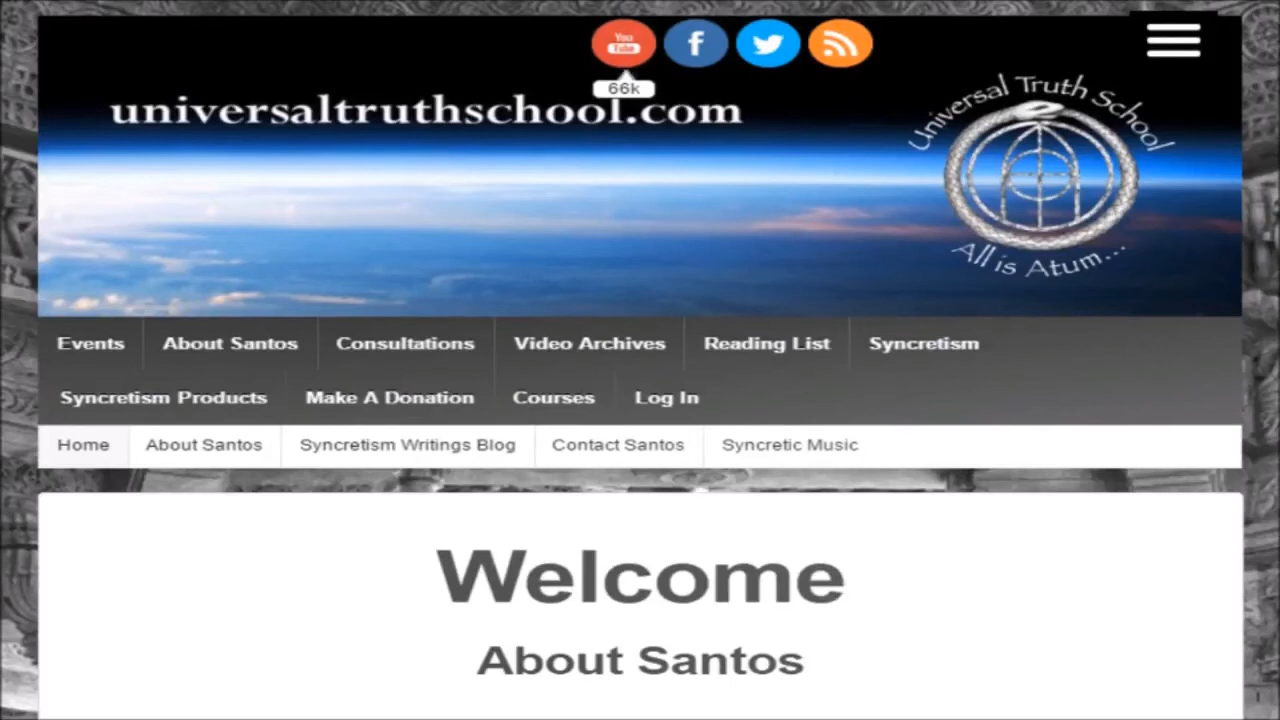 You
Tube
66k
universaltruthschool.com
Universal Truth School
All is Atum...
Events About Santos Consultations Video Archives Reading List Syncretism
Syncretism Products Make A Donation Courses Log In
Home About Santos Syncretism Writings Blog Contact Santos Syncretic Music
Welcome
About Santos